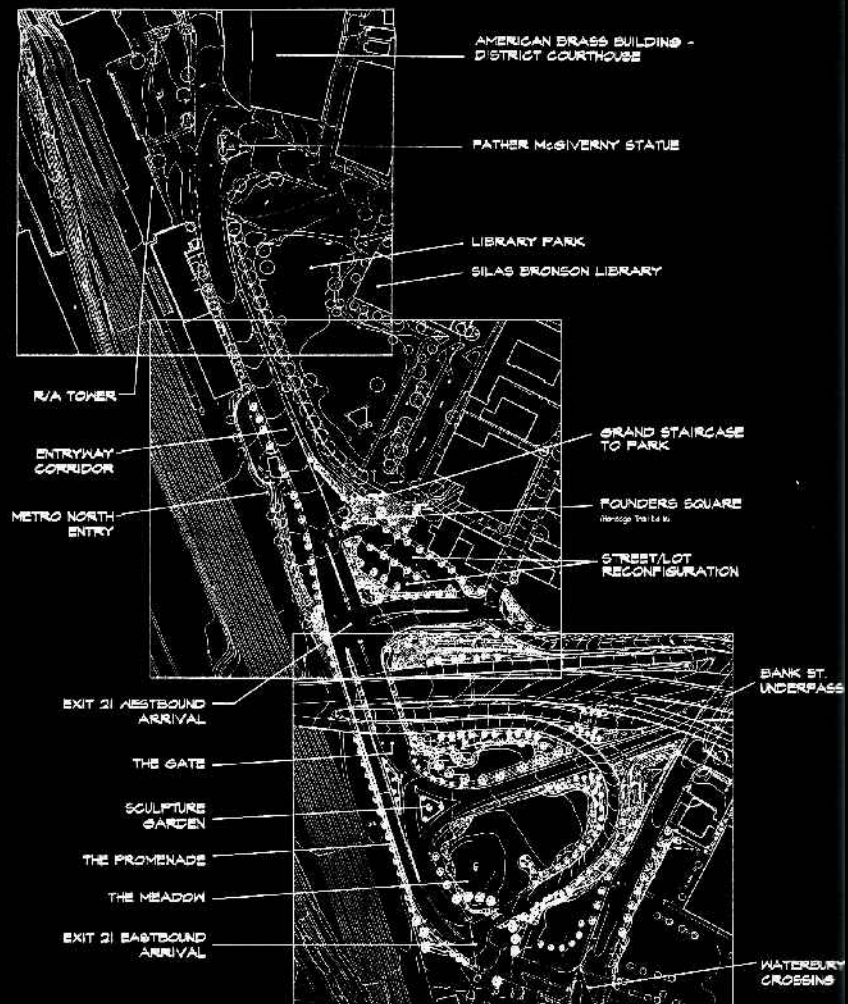 AMERICAN BRASS BUILDING -
DISTRICT COURTHOUSE
FATHER McGIVERNY STATUE
LIBRARY PARK
SILAS BRONSON LIBRARY
R/A TOWER
ENTRYWAY
CORRIDOR
METRO NORTH
ENTRY
GRAND STAIRCASE
TO PARK
FOUNDERS SQUARE
STREET/LOT
RECONFIGURATION
BANK ST.
UNDERPASS
EXIT 21 WESTBOUND
ARRIVAL
THE GATE
SCULPTURE
GARDEN
THE PROMENADE
THE MEADOW
EXIT 21 EASTBOUND
ARRIVAL
WATERBURY
CROSSING